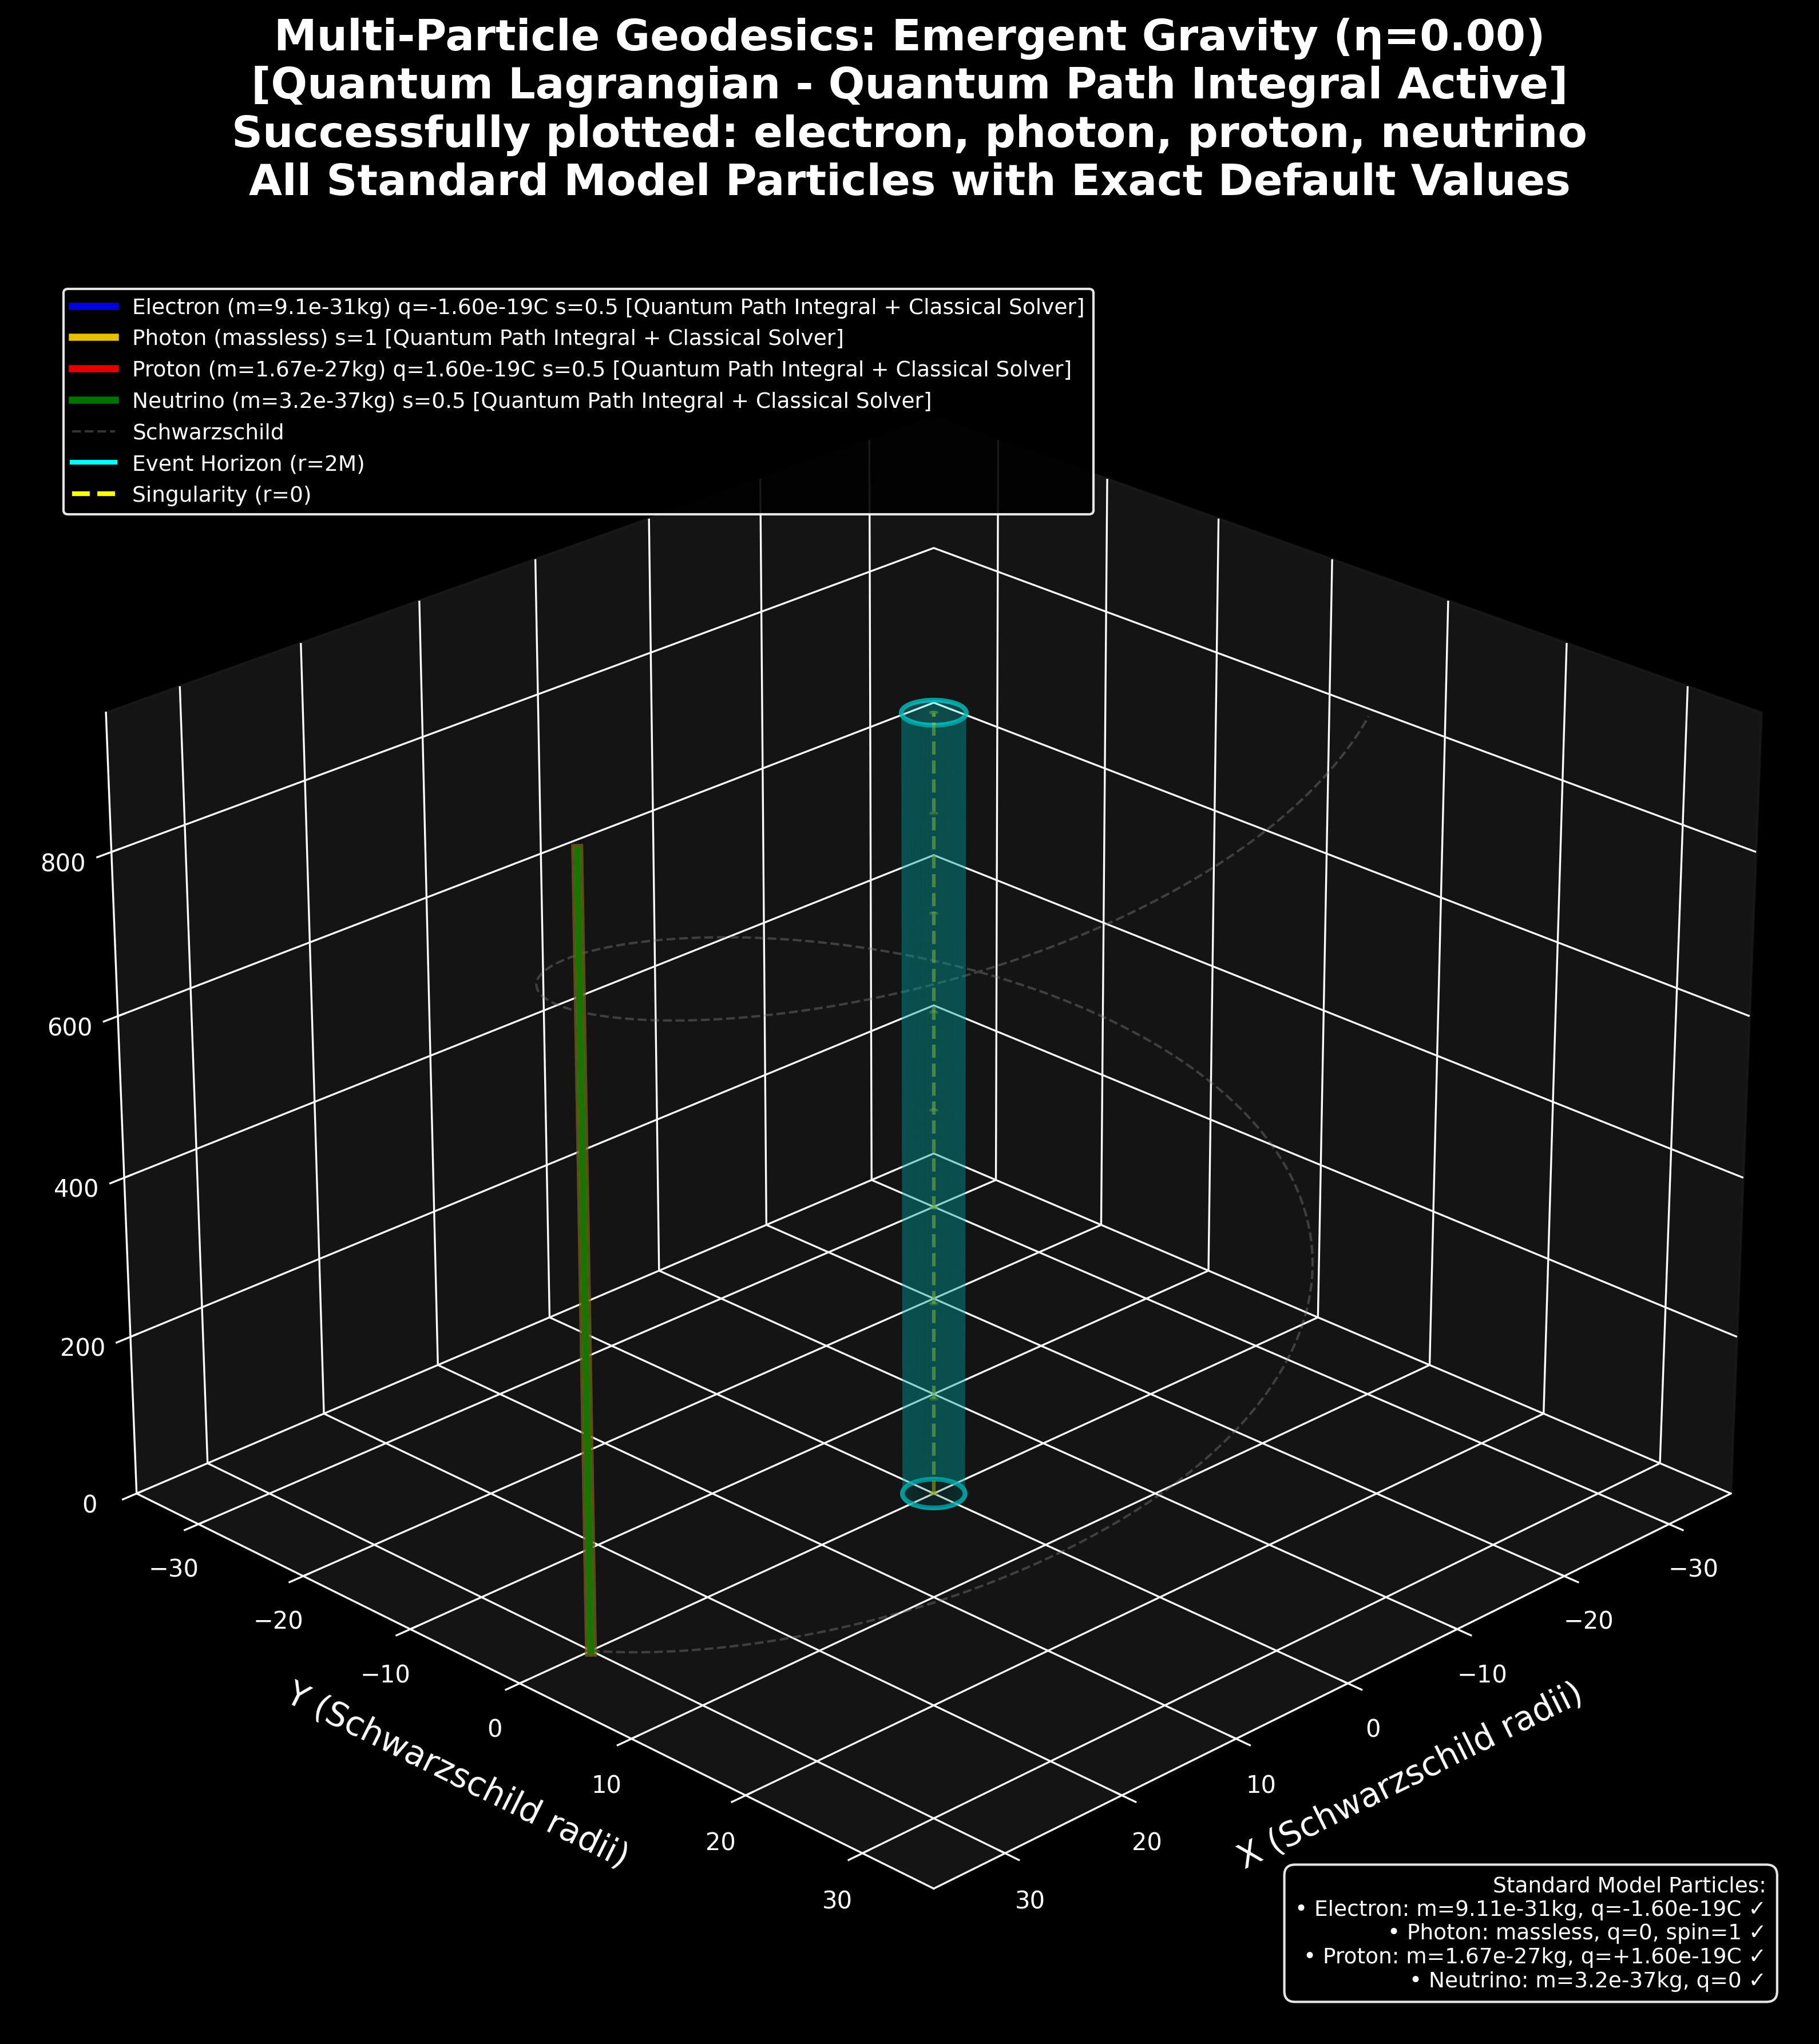 Multi-Particle Geodesics: Emergent Gravity (η=0.00)
[Quantum Lagrangian - Quantum Path Integral Active]
Successfully plotted: electron, photon, proton, neutrino
All Standard Model Particles with Exact Default Values
Electron (m=9.1e-31kg) q=-1.60e-19C s=0.5 [Quantum Path Integral + Classical Solver]
Photon (massless) s=1 [Quantum Path Integral + Classical Solver]
Proton (m=1.67e-27kg) q=1.60e-19C s=0.5 [Quantum Path Integral + Classical Solver]
Neutrino (m=3.2e-37kg) s=0.5 [Quantum Path Integral + Classical Solver]
Schwarzschild
Event Horizon (r=2M)
Singularity (r=0)
800
600
400
200
0
−30
−20
−10
0
10
20
30
Y (Schwarzschild radii)
−30
−20
−10
0
10
20
30
X (Schwarzschild radii)
Standard Model Particles:
• Electron: m=9.11e-31kg, q=-1.60e-19C ✓
• Photon: massless, q=0, spin=1 ✓
• Proton: m=1.67e-27kg, q=+1.60e-19C ✓
• Neutrino: m=3.2e-37kg, q=0 ✓